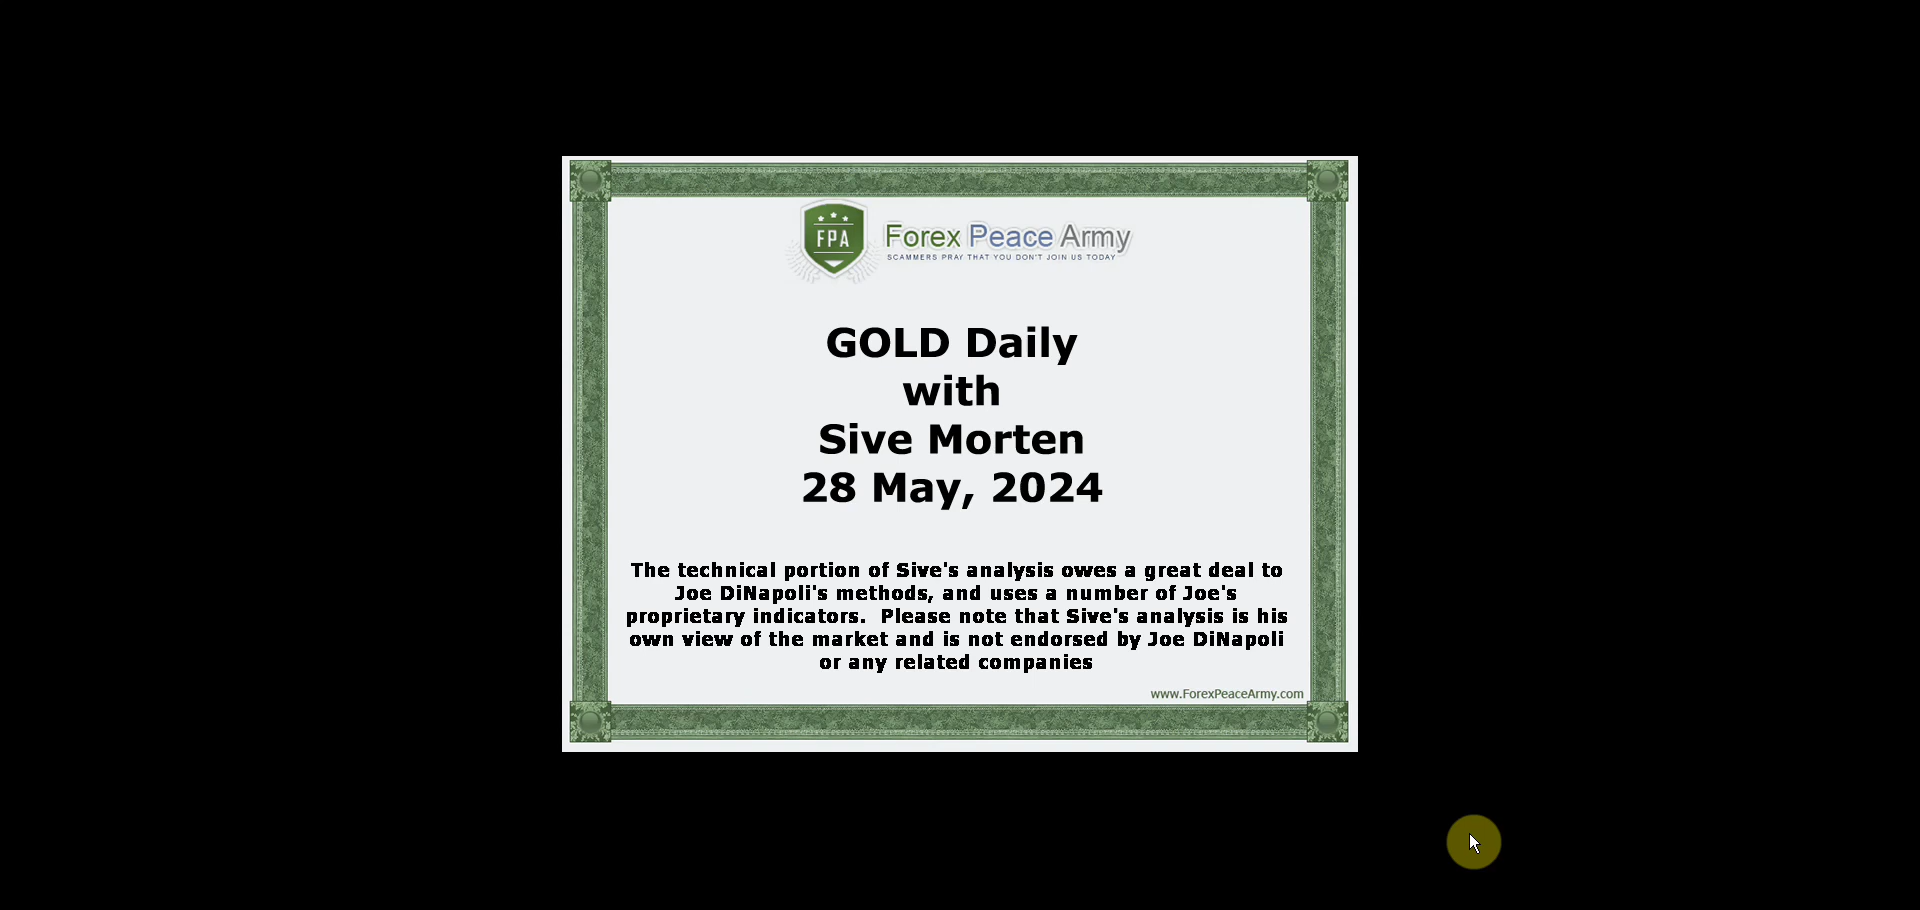 FPA
Forex Peace Army
SCAMMERS PRAY THAT YOU DON'T JOIN US TODAY
GOLD Daily
with
Sive Morten
28 May, 2024
The technical portion of Sive's analysis owes a great deal to
Joe DiNapoli's methods, and uses a number of Joe's
proprietary indicators.  Please note that Sive's analysis is his
own view of the market and is not endorsed by Joe DiNapoli
or any related companies
www.ForexPeaceArmy.com